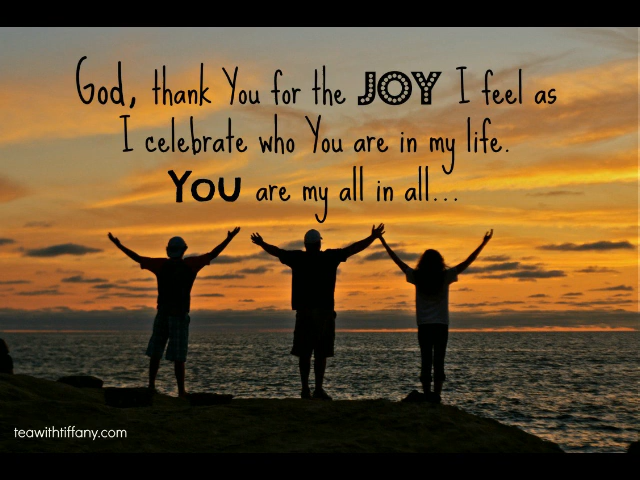 God, thank You for the JOY I feel as
I celebrate who You are in my life.
YOU are my all in all...
teawithtiffany.com